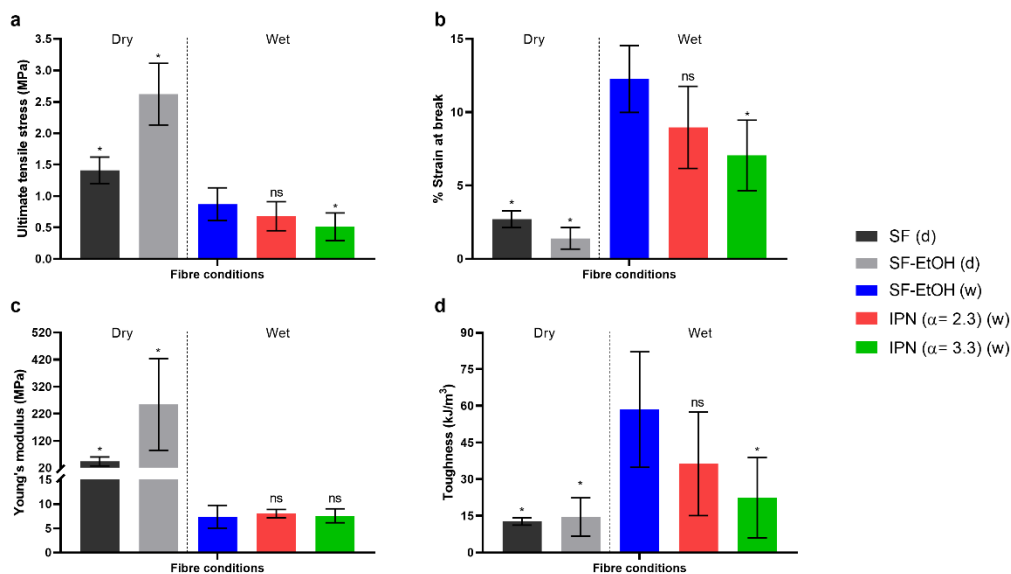 a
Dry
Wet
Ultimate tensile stress (MPa)
3.5
3.0
2.5
2.0
1.5
1.0
0.5
0.0
*
*
ns
*
Fibre conditions
b
Dry
Wet
% Strain at break
15
10
5
0
*
*
ns
*
Fibre conditions
c
Dry
Wet
Young's modulus (MPa)
520
420
320
220
120
20
15
10
5
0
*
*
ns
ns
Fibre conditions
d
Dry
Wet
Toughness (kJ/m³)
90
75
60
45
30
15
0
*
*
ns
*
Fibre conditions
SF (d)
SF-EtOH (d)
SF-EtOH (w)
IPN (α= 2.3) (w)
IPN (α= 3.3) (w)